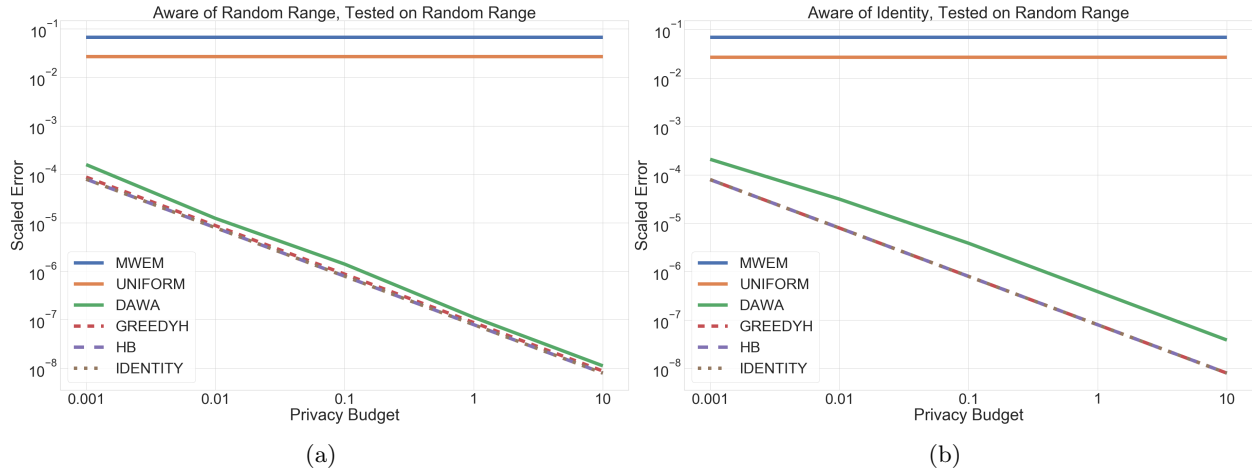 Aware of Random Range, Tested on Random Range
10−1
10−2
10−3
10−4
10−5
10−6
10−7
10−8
Scaled Error
MWEM
UNIFORM
DAWA
GREEDYH
HB
IDENTITY
0.001 0.01 0.1 1 10
Privacy Budget
(a)
Aware of Identity, Tested on Random Range
10−1
10−2
10−3
10−4
10−5
10−6
10−7
10−8
Scaled Error
MWEM
UNIFORM
DAWA
GREEDYH
HB
IDENTITY
0.001 0.01 0.1 1 10
Privacy Budget
(b)